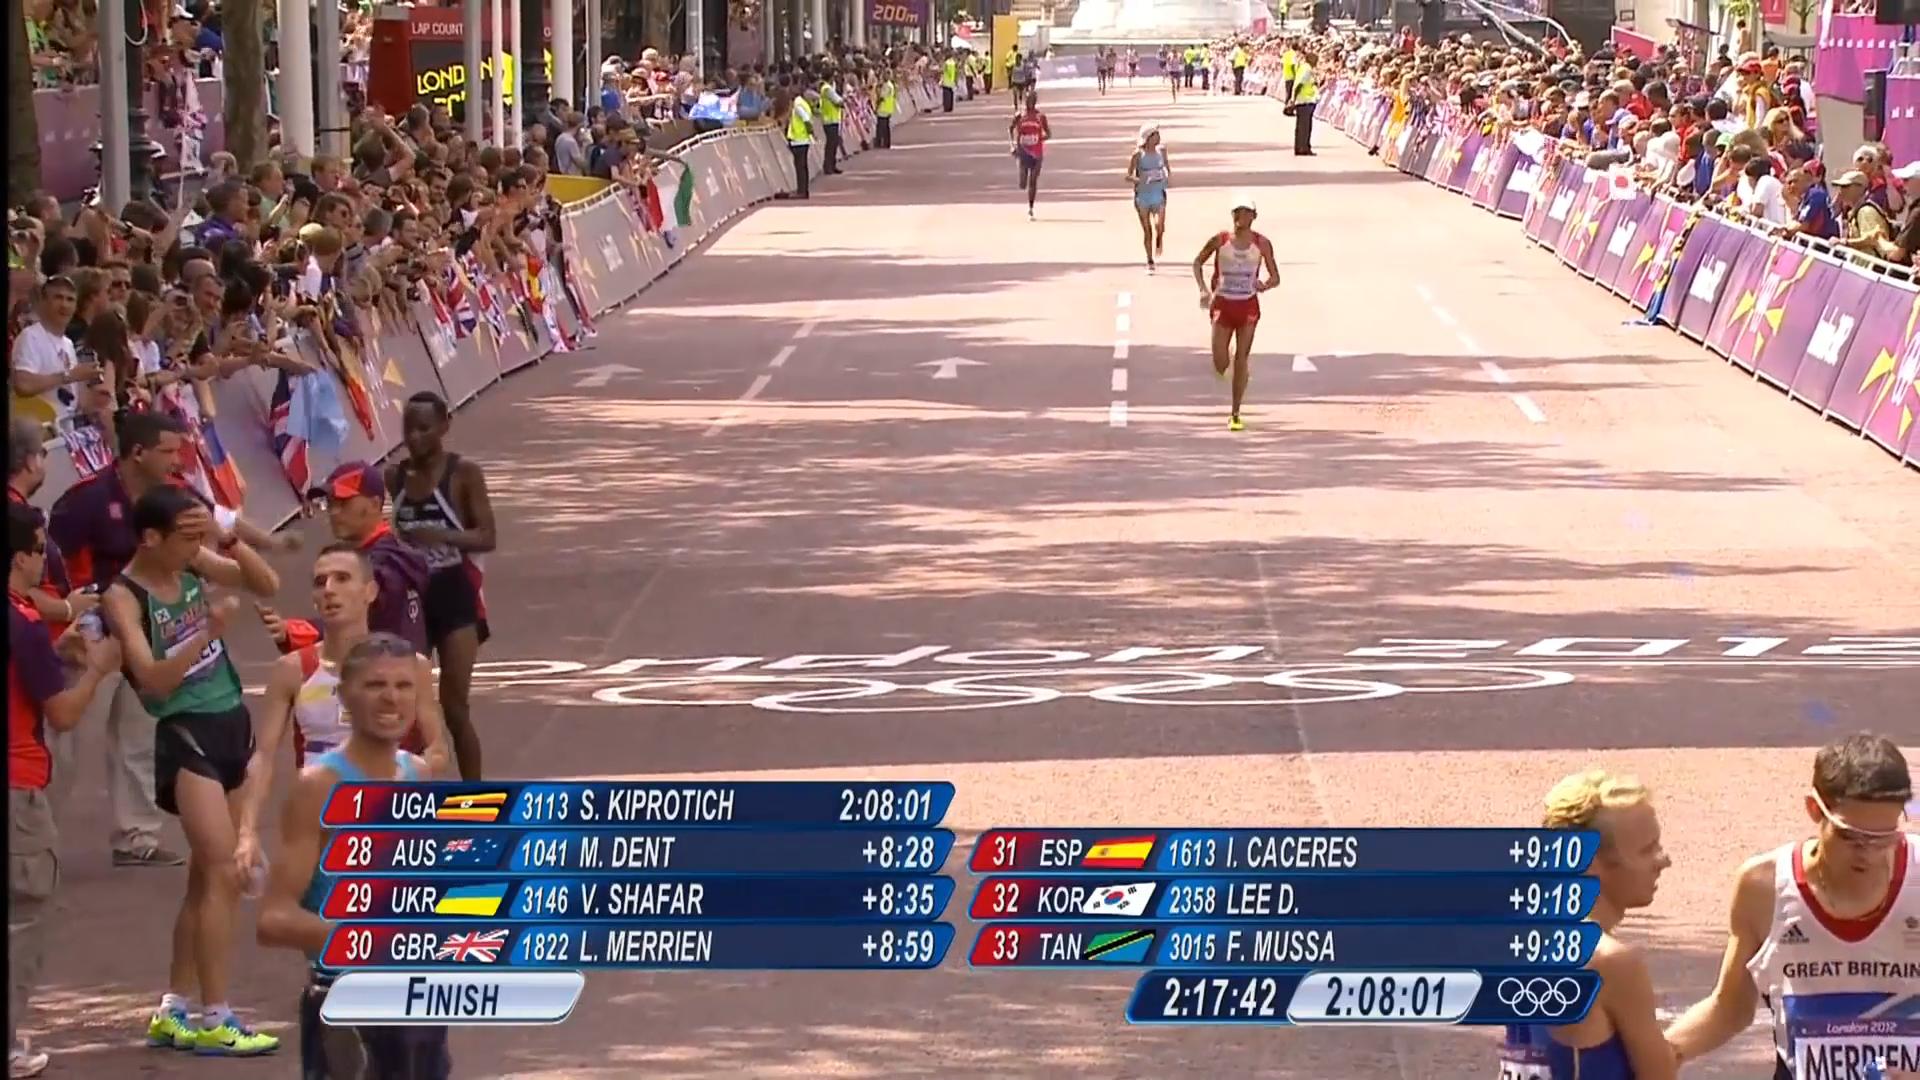 200m
LAP COUNT
LONDON
ondon 2012
1 UGA 3113 S. KIPROTICH 2:08:01
28 AUS 1041 M. DENT +8:28
29 UKR 3146 V. SHAFAR +8:35
30 GBR 1822 L. MERRIEN +8:59
31 ESP 1613 I. CACERES +9:10
32 KOR 2358 LEE D. +9:18
33 TAN 3015 F. MUSSA +9:38
FINISH
2:17:42 2:08:01
GREAT BRITAIN
London 2012
MERRIEN